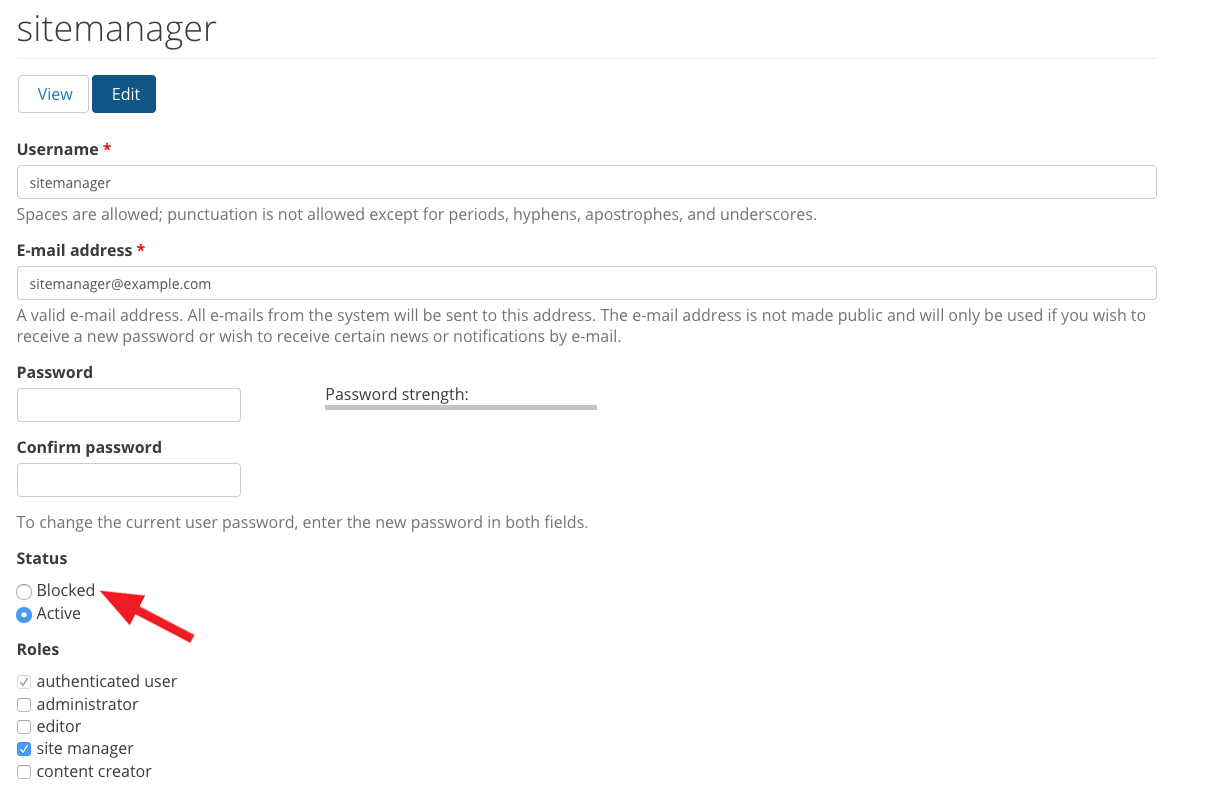 sitemanager
View Edit
Username *
sitemanager
Spaces are allowed; punctuation is not allowed except for periods, hyphens, apostrophes, and underscores.
E-mail address *
sitemanager@example.com
A valid e-mail address. All e-mails from the system will be sent to this address. The e-mail address is not made public and will only be used if you wish to
receive a new password or wish to receive certain news or notifications by e-mail.
Password
Password strength:
Confirm password
To change the current user password, enter the new password in both fields.
Status
Blocked
Active
Roles
authenticated user
administrator
editor
site manager
content creator